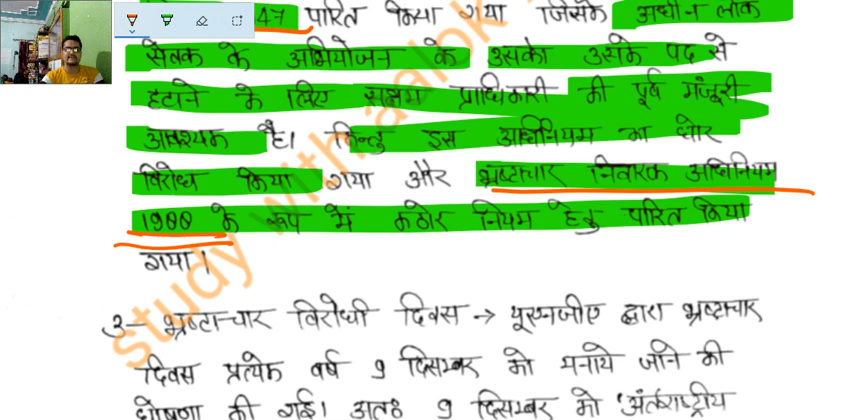 47 पारित किया गया जिसके अधीन लोक
सेवक के अभियोजन के उसको उसके पद से
हटाने के लिए सक्षम प्राधिकारी की पूर्व मंजूरी
आवश्यक है। किन्तु इस अधिनियम का घोर
विरोध किया गया और भ्रष्टाचार निवारक अधिनियम
1988 के रूप में कठोर नियम हेतु पारित किया
गया।
3- भ्रष्टाचार विरोधी दिवस → यूएनजीए द्वारा भ्रष्टाचार
दिवस प्रत्येक वर्ष 9 दिसम्बर को मनाये जाने की
घोषणा की गई। अतः 9 दिसम्बर को 'अंर्तराष्ट्रीय
study with aalok